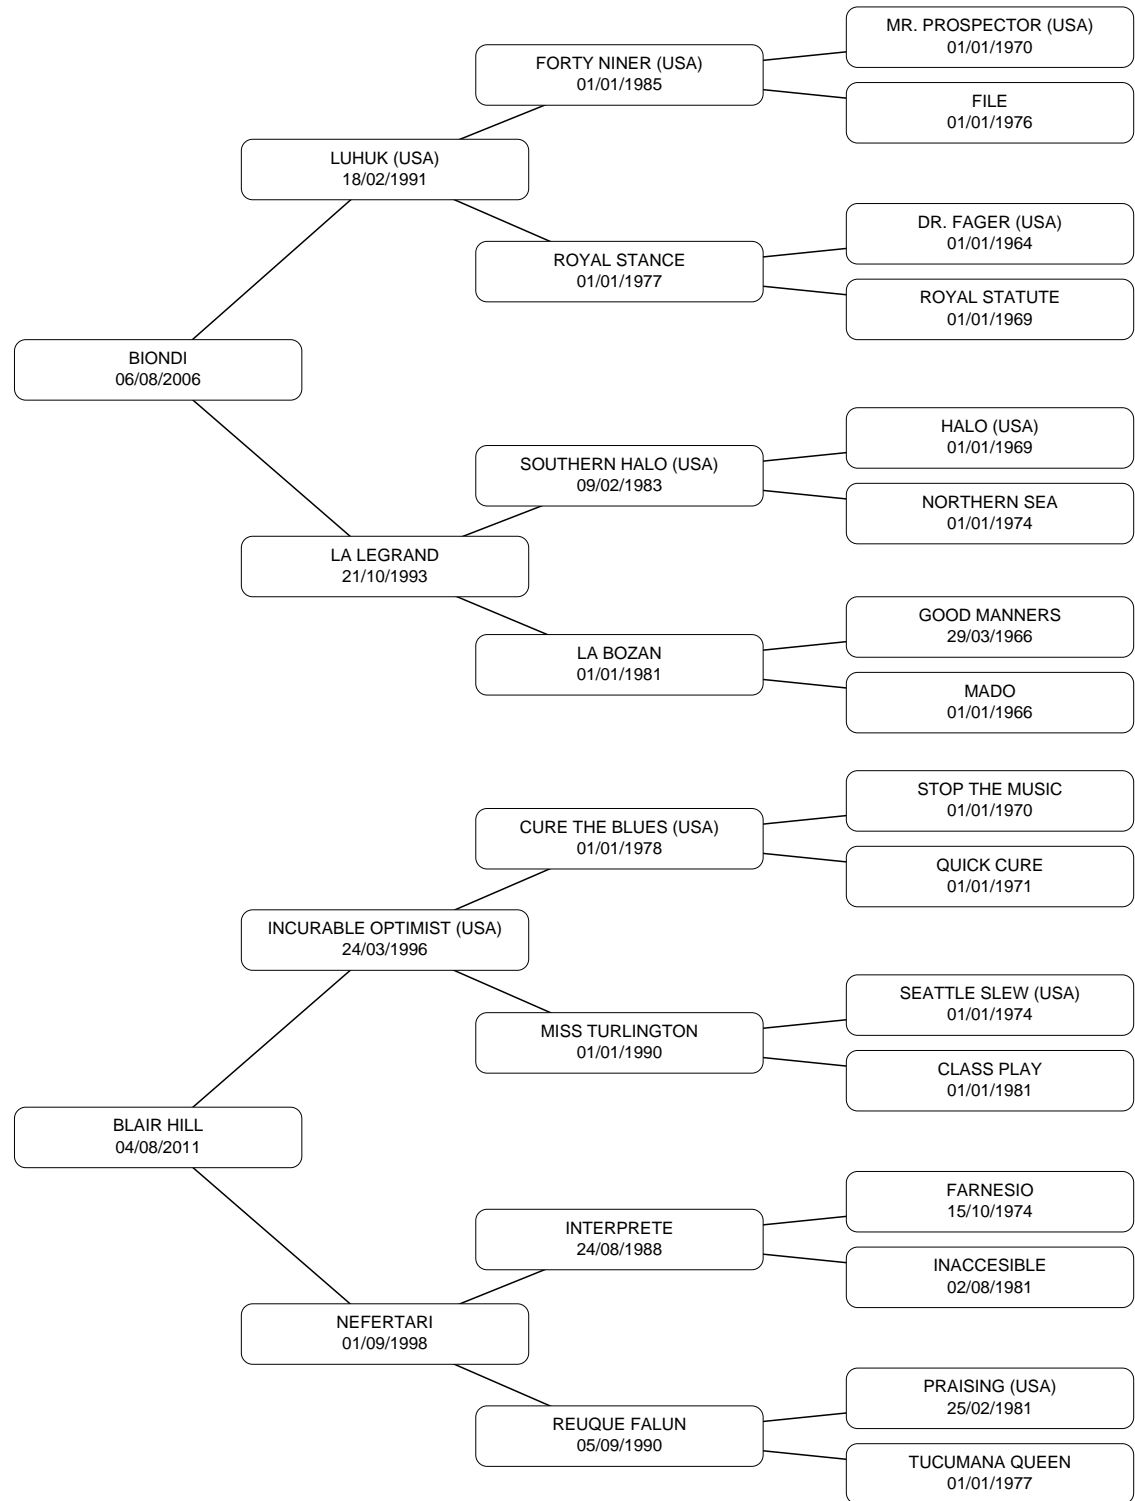 MR. PROSPECTOR (USA)
01/01/1970
FORTY NINER (USA)
01/01/1985
FILE
01/01/1976
LUHUK (USA)
18/02/1991
DR. FAGER (USA)
01/01/1964
ROYAL STANCE
01/01/1977
ROYAL STATUTE
01/01/1969
BIONDI
06/08/2006
HALO (USA)
01/01/1969
SOUTHERN HALO (USA)
09/02/1983
NORTHERN SEA
01/01/1974
LA LEGRAND
21/10/1993
GOOD MANNERS
29/03/1966
LA BOZAN
01/01/1981
MADO
01/01/1966
STOP THE MUSIC
01/01/1970
CURE THE BLUES (USA)
01/01/1978
QUICK CURE
01/01/1971
INCURABLE OPTIMIST (USA)
24/03/1996
SEATTLE SLEW (USA)
01/01/1974
MISS TURLINGTON
01/01/1990
CLASS PLAY
01/01/1981
BLAIR HILL
04/08/2011
FARNESIO
15/10/1974
INTERPRETE
24/08/1988
INACCESIBLE
02/08/1981
NEFERTARI
01/09/1998
PRAISING (USA)
25/02/1981
REUQUE FALUN
05/09/1990
TUCUMANA QUEEN
01/01/1977